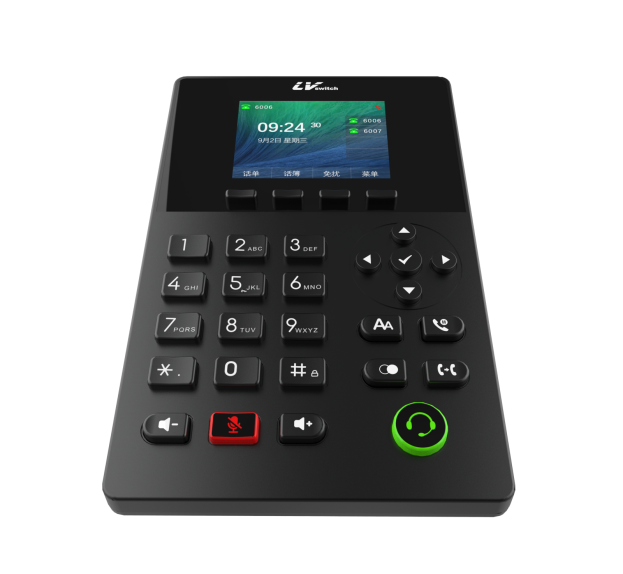 LV switch
6006
09:24 30
6006
6007
9月2日 星期三
话单 话簿 免扰 菜单
1 2 ABC 3 DEF
4 GHI 5 JKL 6 MNO
7 PQRS 8 TUV 9 WXYZ
AA
* . 0 #